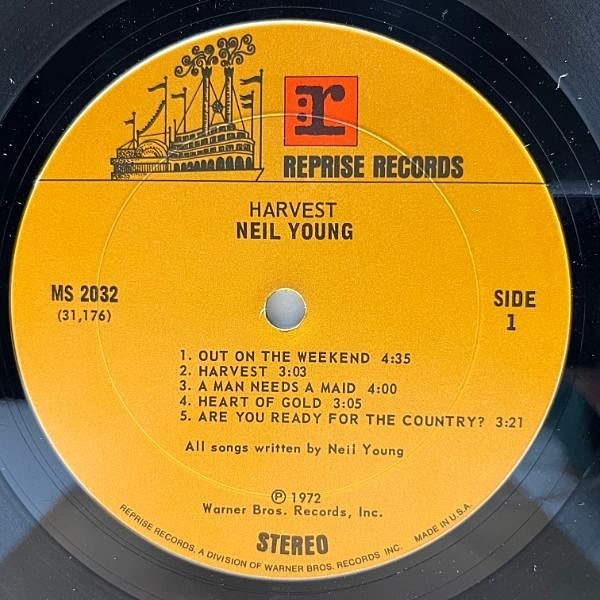 r:
REPRISE RECORDS
HARVEST
NEIL YOUNG
MS 2032
(31,176)
SIDE
1
1. OUT ON THE WEEKEND 4:35
2. HARVEST 3:03
3. A MAN NEEDS A MAID 4:00
4. HEART OF GOLD 3:05
5. ARE YOU READY FOR THE COUNTRY? 3:21
All songs written by Neil Young
℗ 1972
Warner Bros. Records, Inc.
STEREO
REPRISE RECORDS, A DIVISION OF WARNER BROS. RECORDS INC. MADE IN U.S.A.